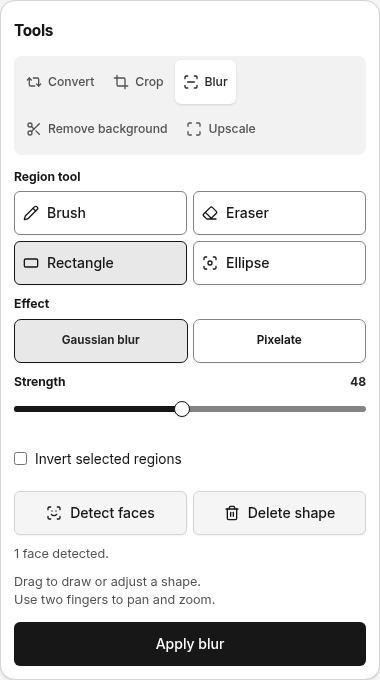 Tools
Convert Crop Blur
Remove background Upscale
Region tool
Brush Eraser
Rectangle Ellipse
Effect
Gaussian blur Pixelate
Strength 48
Invert selected regions
Detect faces Delete shape
1 face detected.
Drag to draw or adjust a shape.
Use two fingers to pan and zoom.
Apply blur